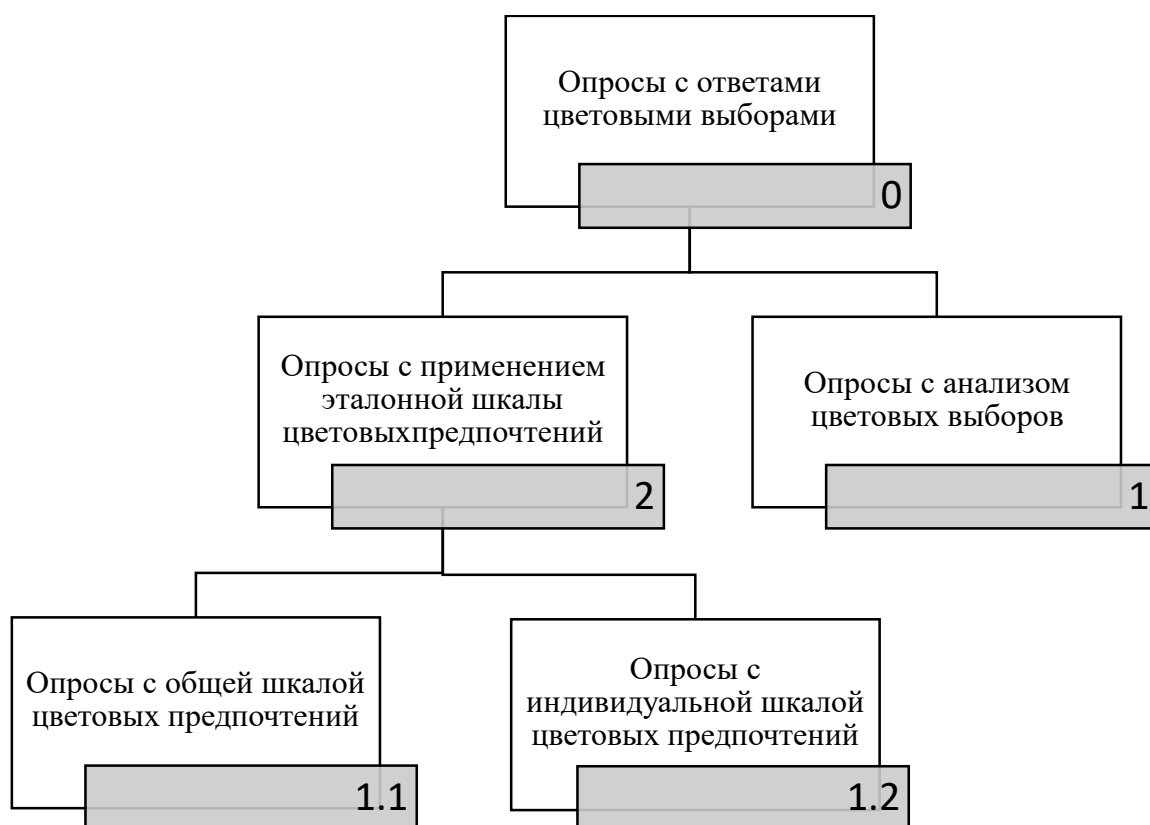 Опросы с ответами
цветовыми выборами
0
Опросы с применением
эталонной шкалы
цветовыхпредпочтений
2
Опросы с анализом
цветовых выборов
1
Опросы с общей шкалой
цветовых предпочтений
1.1
Опросы с
индивидуальной шкалой
цветовых предпочтений
1.2